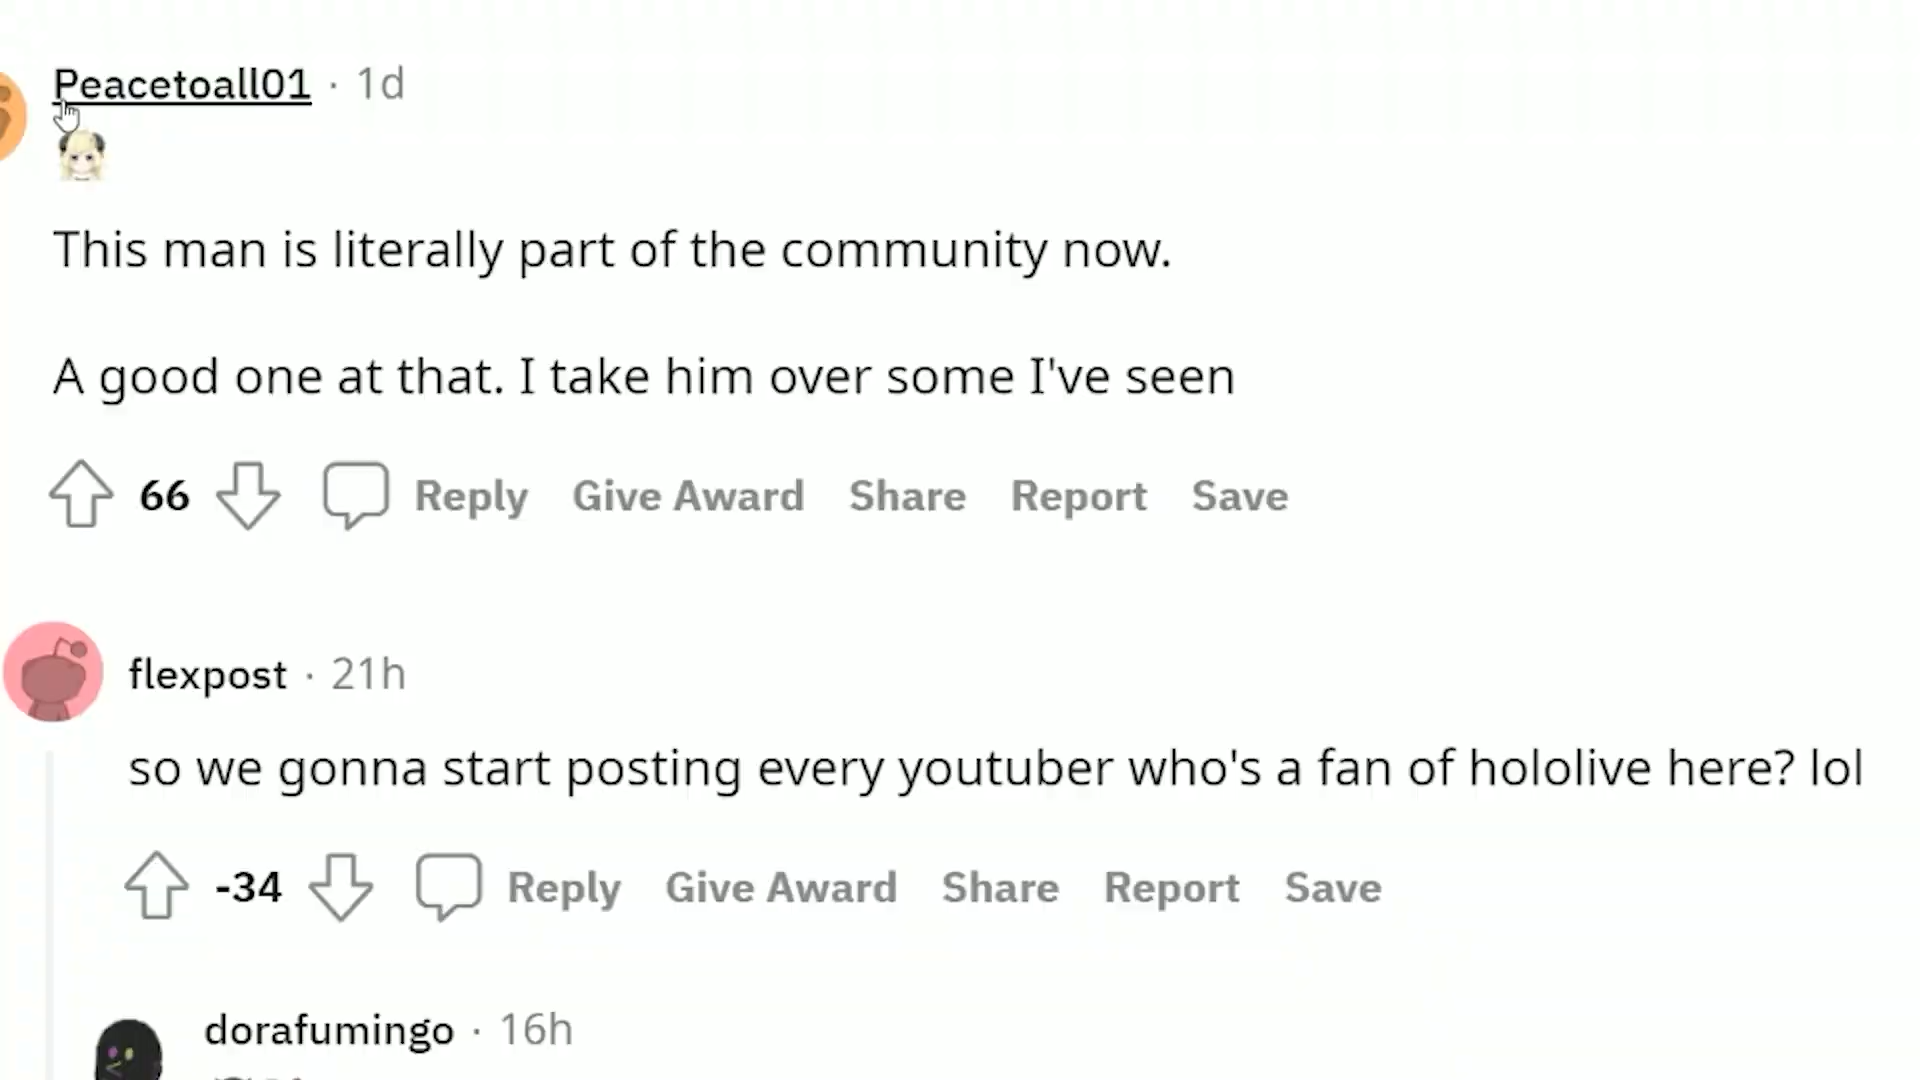 Peacetoall01 · 1d
This man is literally part of the community now.
A good one at that. I take him over some I've seen
66 Reply Give Award Share Report Save
flexpost · 21h
so we gonna start posting every youtuber who's a fan of hololive here? lol
-34 Reply Give Award Share Report Save
dorafumingo · 16h